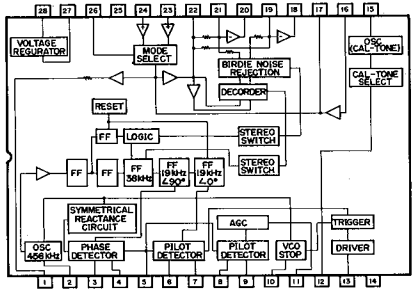 28 27 26 25 24 23 22 21 20 19 18 17 16 15
VOLTAGE
REGURATOR
MODE
SELECT
OSC
(CAL-TONE)
BIRDIE NOISE
REJECTION
CAL-TONE
SELECT
DECORDER
RESET
FF
LOGIC
STEREO
SWITCH
STEREO
SWITCH
FF
FF
FF
38kHz
FF
19kHz
∠90°
FF
19kHz
∠0°
SYMMETRICAL
REACTANCE
CIRCUIT
AGC
TRIGGER
OSC
456kHz
PHASE
DETECTOR
PILOT
DETECTOR
PILOT
DETECTOR
VCO
STOP
DRIVER
1 2 3 4 5 6 7 8 9 10 11 12 13 14